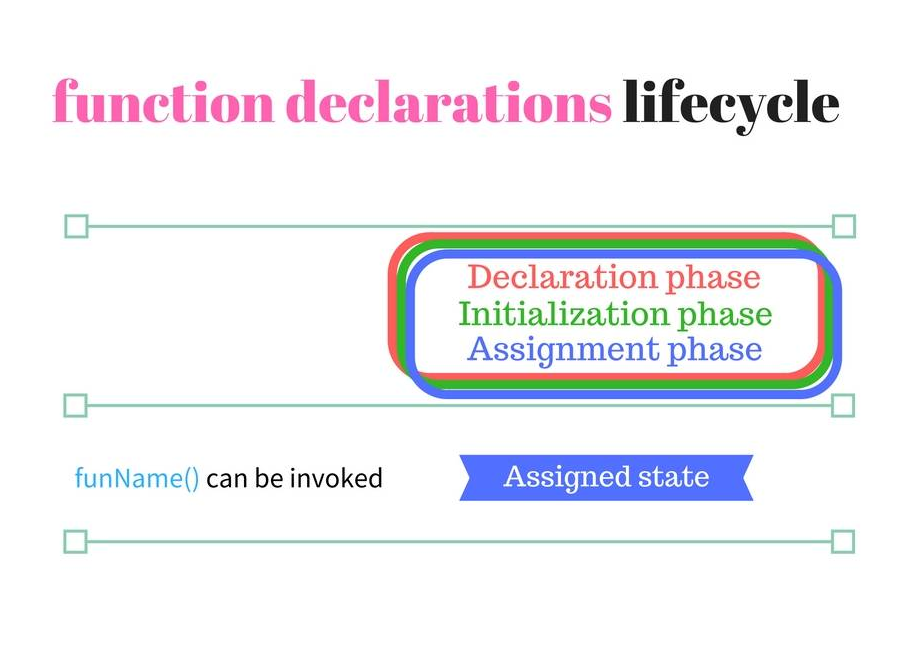 function declarations lifecycle
Declaration phase
Initialization phase
Assignment phase
funName() can be invoked
Assigned state